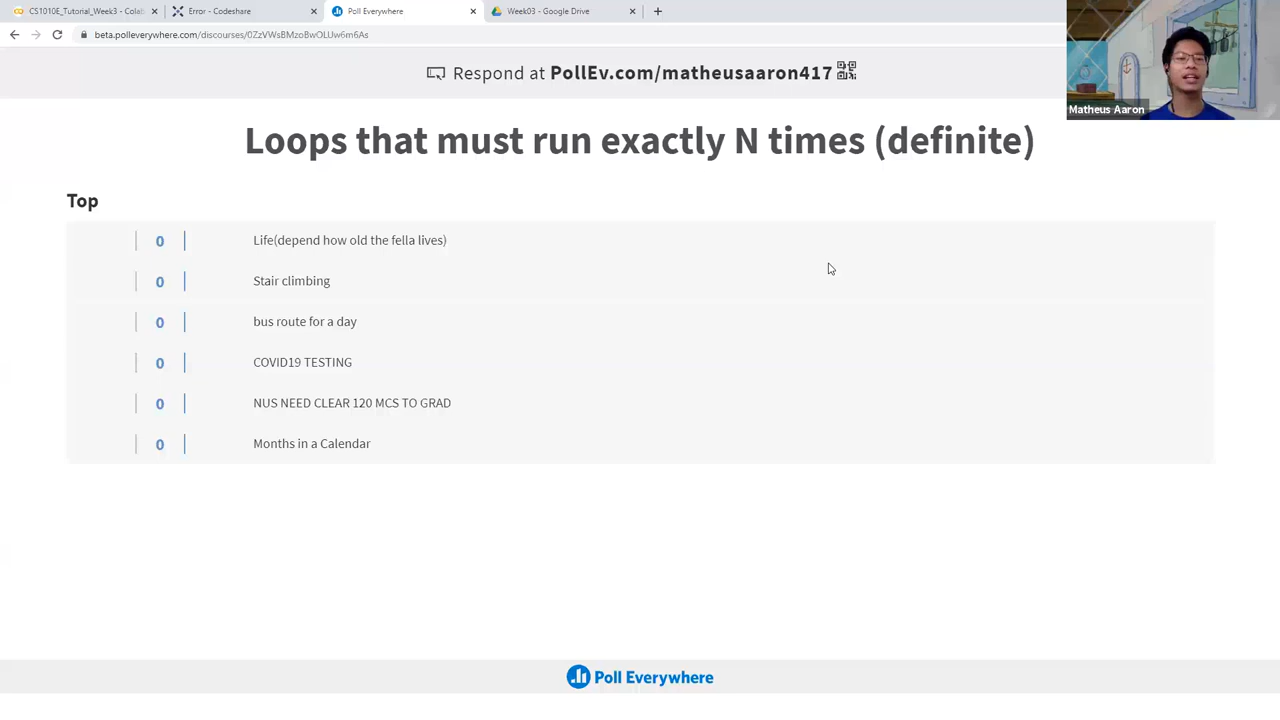 CS1010E_Tutorial_Week3 - Colab
Error - Codeshare
Poll Everywhere
Week03 - Google Drive
beta.polleverywhere.com/discourses/0ZzVWsBMzoBwOLUw6m6As
Respond at PollEv.com/matheusaaron417
Matheus Aaron
Loops that must run exactly N times (definite)
Top
0 Life(depend how old the fella lives)
0 Stair climbing
0 bus route for a day
0 COVID19 TESTING
0 NUS NEED CLEAR 120 MCS TO GRAD
0 Months in a Calendar
Poll Everywhere